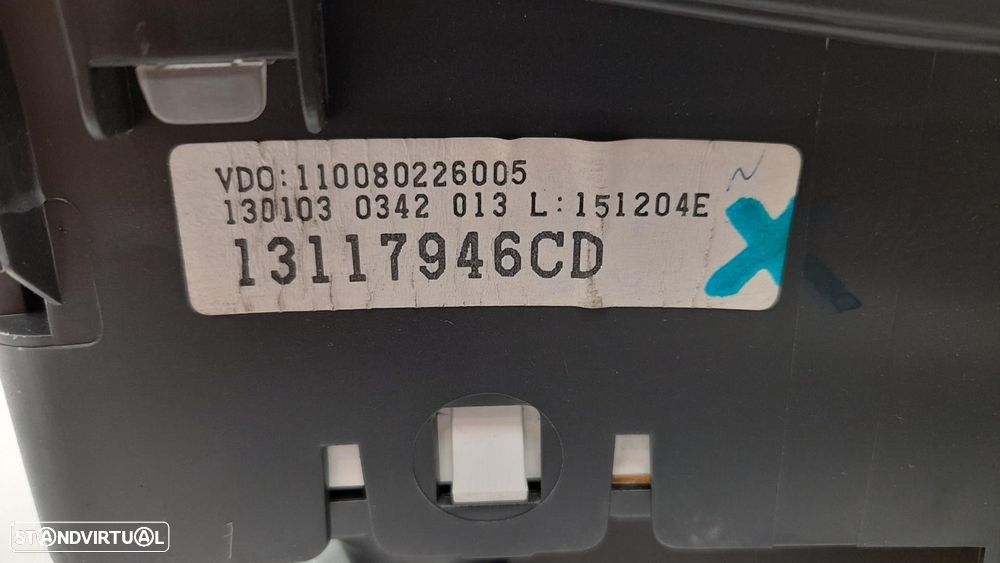 VDO:110080226005
130103 0342 013 L:151204E
13117946CD
STANDVIRTUAL